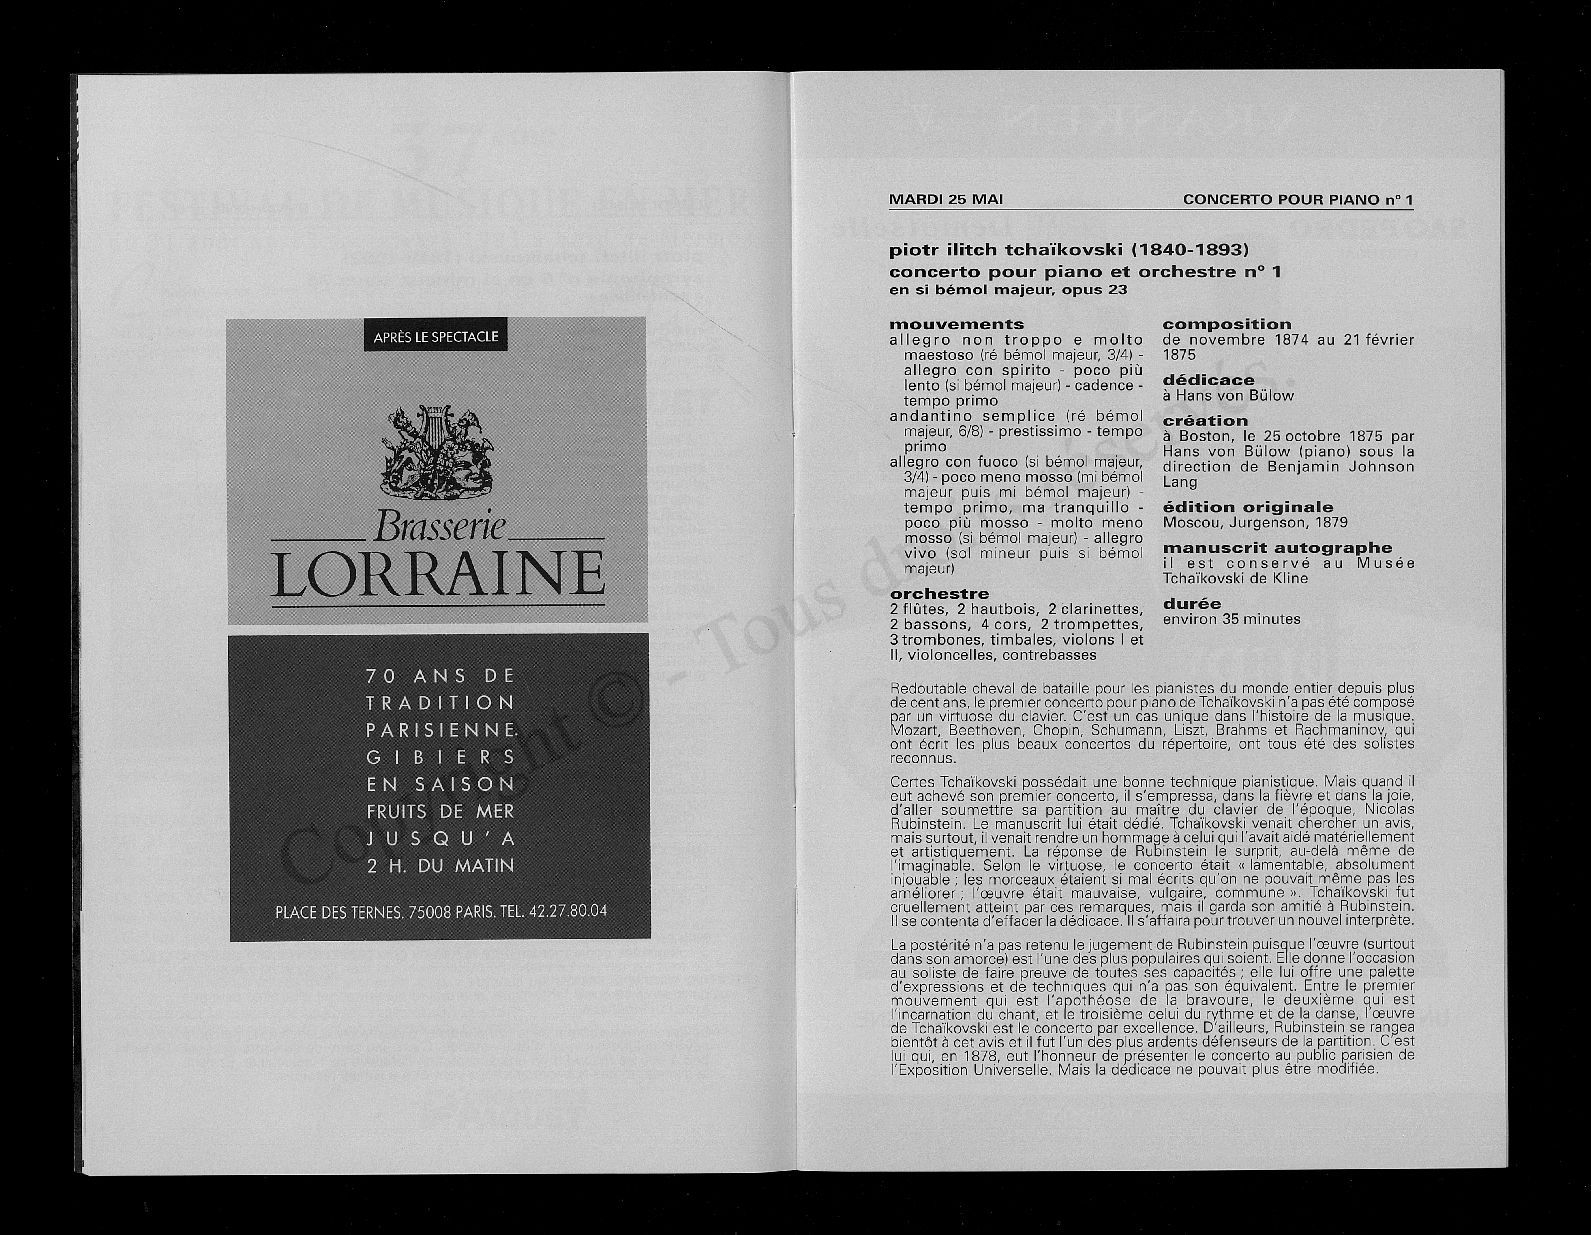 APRÈS LE SPECTACLE
Brasserie
LORRAINE
70 ANS DE
TRADITION
PARISIENNE.
GIBIERS
EN SAISON
FRUITS DE MER
JUSQU'A
2 H. DU MATIN
PLACE DES TERNES. 75008 PARIS. TEL. 42.27.80.04
Copyright © - Tous
MARDI 25 MAI CONCERTO POUR PIANO n° 1
piotr ilitch tchaïkovski (1840-1893)
concerto pour piano et orchestre n° 1
en si bémol majeur, opus 23
mouvements
allegro non troppo e molto
maestoso (ré bémol majeur, 3/4) -
allegro con spirito - poco più
lento (si bémol majeur) - cadence -
tempo primo
andantino semplice (ré bémol
majeur, 6/8) - prestissimo - tempo
primo
allegro con fuoco (si bémol majeur,
3/4) - poco meno mosso (mi bémol
majeur puis mi bémol majeur) -
tempo primo, ma tranquillo -
poco più mosso - molto meno
mosso (si bémol majeur) - allegro
vivo (sol mineur puis si bémol
majeur)
orchestre
2 flûtes, 2 hautbois, 2 clarinettes,
2 bassons, 4 cors, 2 trompettes,
3 trombones, timbales, violons I et
II, violoncelles, contrebasses
composition
de novembre 1874 au 21 février
1875
dédicace
à Hans von Bülow
création
à Boston, le 25 octobre 1875 par
Hans von Bülow (piano) sous la
direction de Benjamin Johnson
Lang
édition originale
Moscou, Jurgenson, 1879
manuscrit autographe
il est conservé au Musée
Tchaïkovski de Kline
durée
environ 35 minutes
Redoutable cheval de bataille pour les pianistes du monde entier depuis plus
de cent ans, le premier concerto pour piano de Tchaïkovski n'a pas été composé
par un virtuose du clavier. C'est un cas unique dans l'histoire de la musique.
Mozart, Beethoven, Chopin, Schumann, Liszt, Brahms et Rachmaninov, qui
ont écrit les plus beaux concertos du répertoire, ont tous été des solistes
reconnus.
Certes Tchaïkovski possédait une bonne technique pianistique. Mais quand il
eut achevé son premier concerto, il s'empressa, dans la fièvre et dans la joie,
d'aller soumettre sa partition au maître du clavier de l'époque, Nicolas
Rubinstein. Le manuscrit lui était dédié. Tchaïkovski venait chercher un avis,
mais surtout, il venait rendre un hommage à celui qui l'avait aidé matériellement
et artistiquement. La réponse de Rubinstein le surprit, au-delà même de
l'imaginable. Selon le virtuose, le concerto était « lamentable, absolument
injouable ; les morceaux étaient si mal écrits qu'on ne pouvait même pas les
améliorer ; l'œuvre était mauvaise, vulgaire, commune ». Tchaïkovski fut
cruellement atteint par ces remarques, mais il garda son amitié à Rubinstein.
Il se contenta d'effacer la dédicace. Il s'affaira pour trouver un nouvel interprète.
La postérité n'a pas retenu le jugement de Rubinstein puisque l'œuvre (surtout
dans son amorce) est l'une des plus populaires qui soient. Elle donne l'occasion
au soliste de faire preuve de toutes ses capacités ; elle lui offre une palette
d'expressions et de techniques qui n'a pas son équivalent. Entre le premier
mouvement qui est l'apothéose de la bravoure, le deuxième qui est
l'incarnation du chant, et le troisième celui du rythme et de la danse, l'œuvre
de Tchaïkovski est le concerto par excellence. D'ailleurs, Rubinstein se rangea
bientôt à cet avis et il fut l'un des plus ardents défenseurs de la partition. C'est
lui qui, en 1878, eut l'honneur de présenter le concerto au public parisien de
l'Exposition Universelle. Mais la dédicace ne pouvait plus être modifiée.